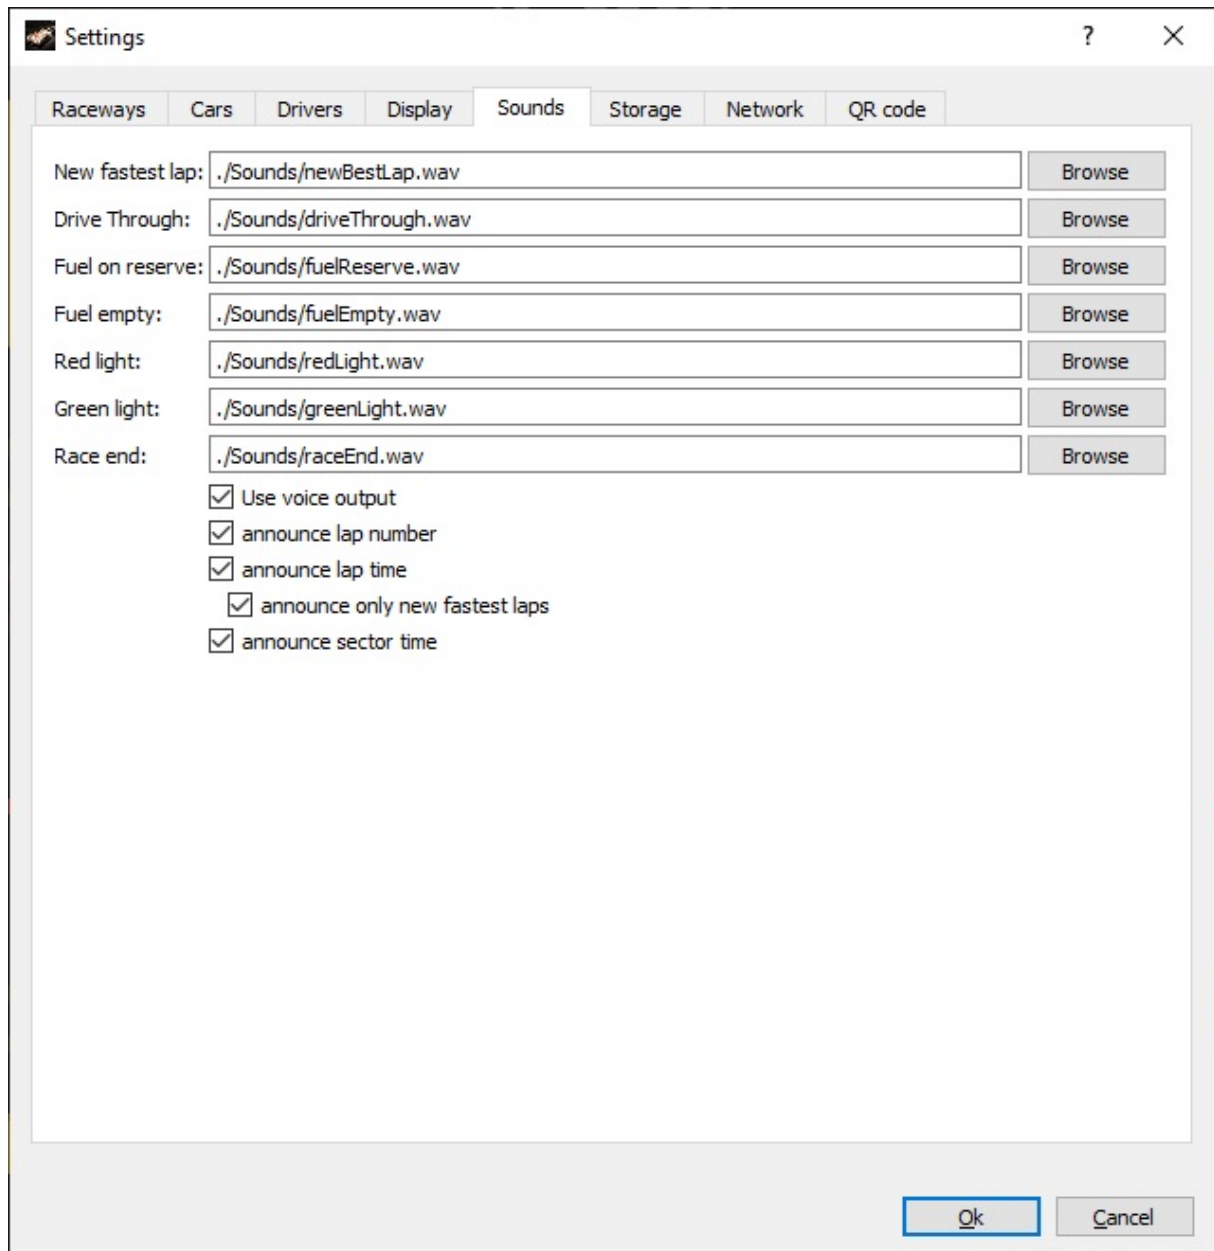 Settings ?
Raceways Cars Drivers Display Sounds Storage Network QR code
New fastest lap: ./Sounds/newBestLap.wav Browse
Drive Through: ./Sounds/driveThrough.wav Browse
Fuel on reserve: ./Sounds/fuelReserve.wav Browse
Fuel empty: ./Sounds/fuelEmpty.wav Browse
Red light: ./Sounds/redLight.wav Browse
Green light: ./Sounds/greenLight.wav Browse
Race end: ./Sounds/raceEnd.wav Browse
Use voice output
announce lap number
announce lap time
announce only new fastest laps
announce sector time
Ok Cancel